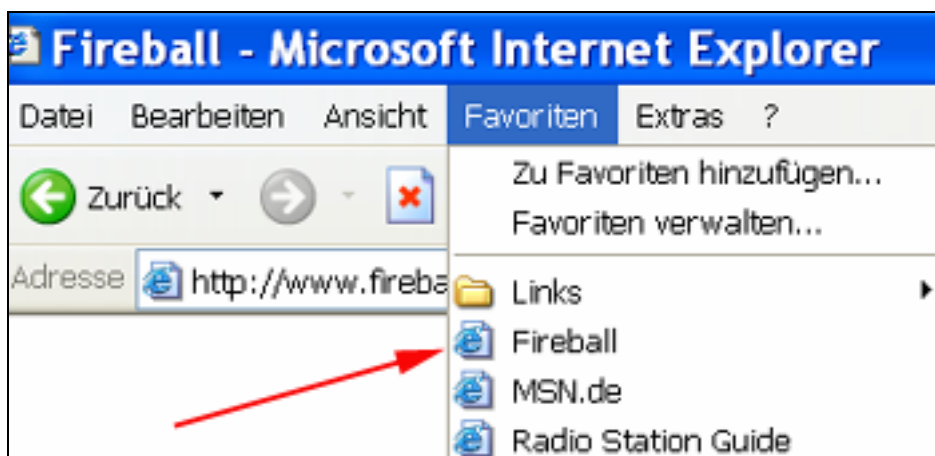 Fireball - Microsoft Internet Explorer
Datei Bearbeiten Ansicht Favoriten Extras ?
Zurück
Adresse http://www.fireba
Zu Favoriten hinzufügen...
Favoriten verwalten...
Links
Fireball
MSN.de
Radio Station Guide